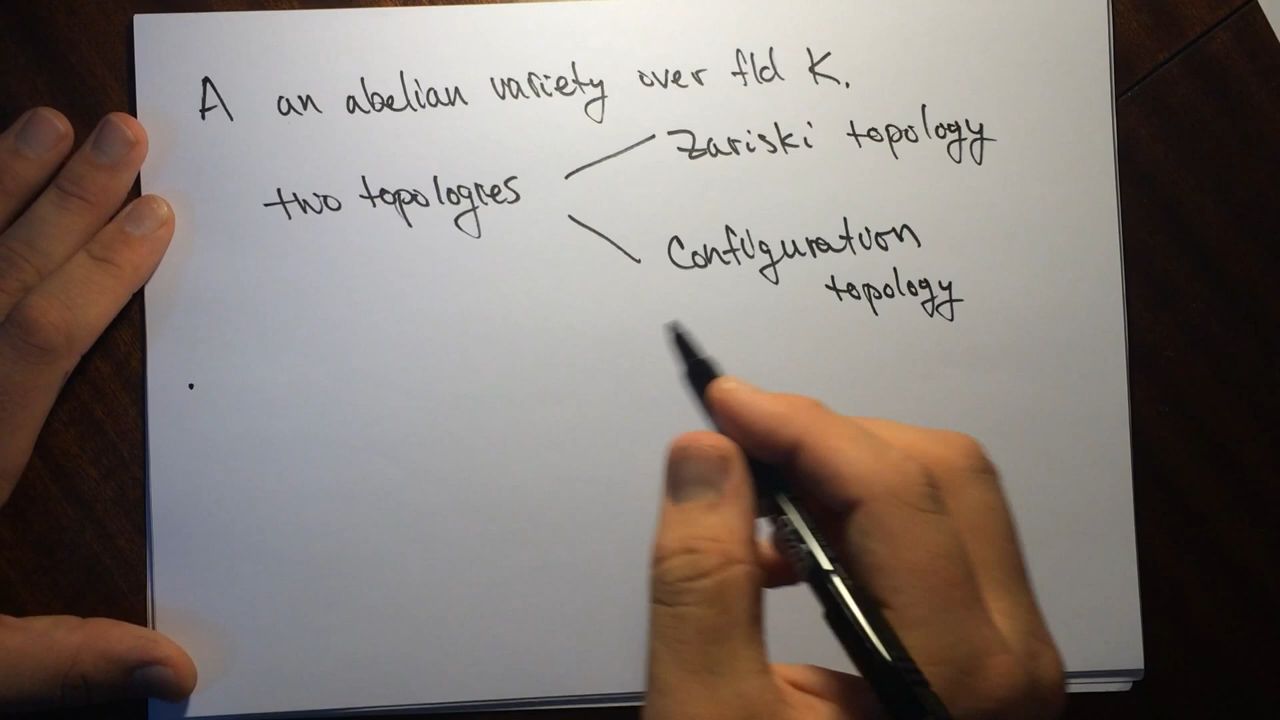 A an abelian variety over fld K.
two topologies
Zariski topology
Configuration
topology